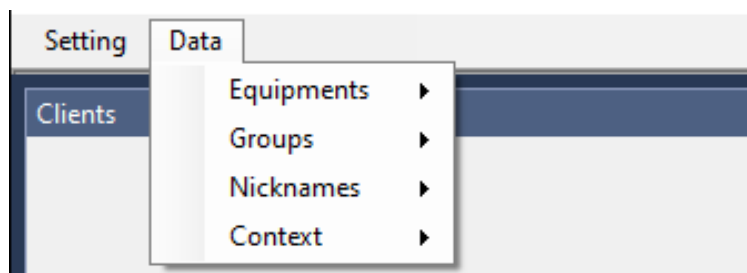 Setting Data
Equipments
Clients
Groups
Nicknames
Context